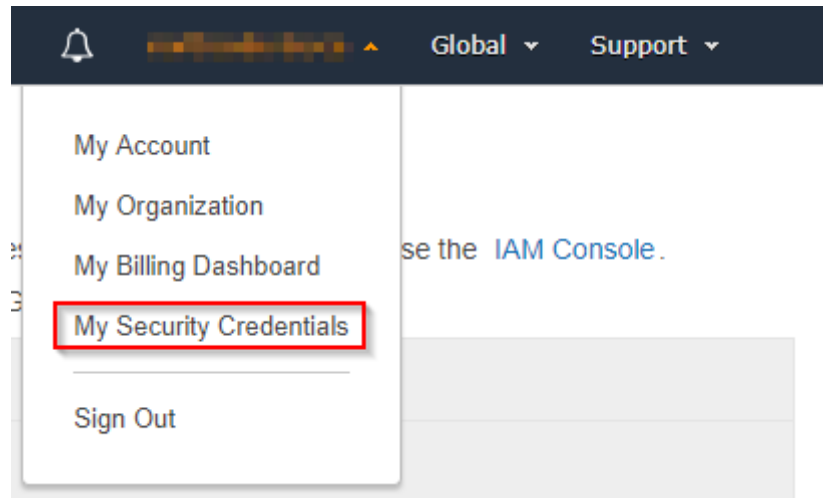 Global Support
My Account
My Organization
se the IAM Console.
My Billing Dashboard
My Security Credentials
Sign Out